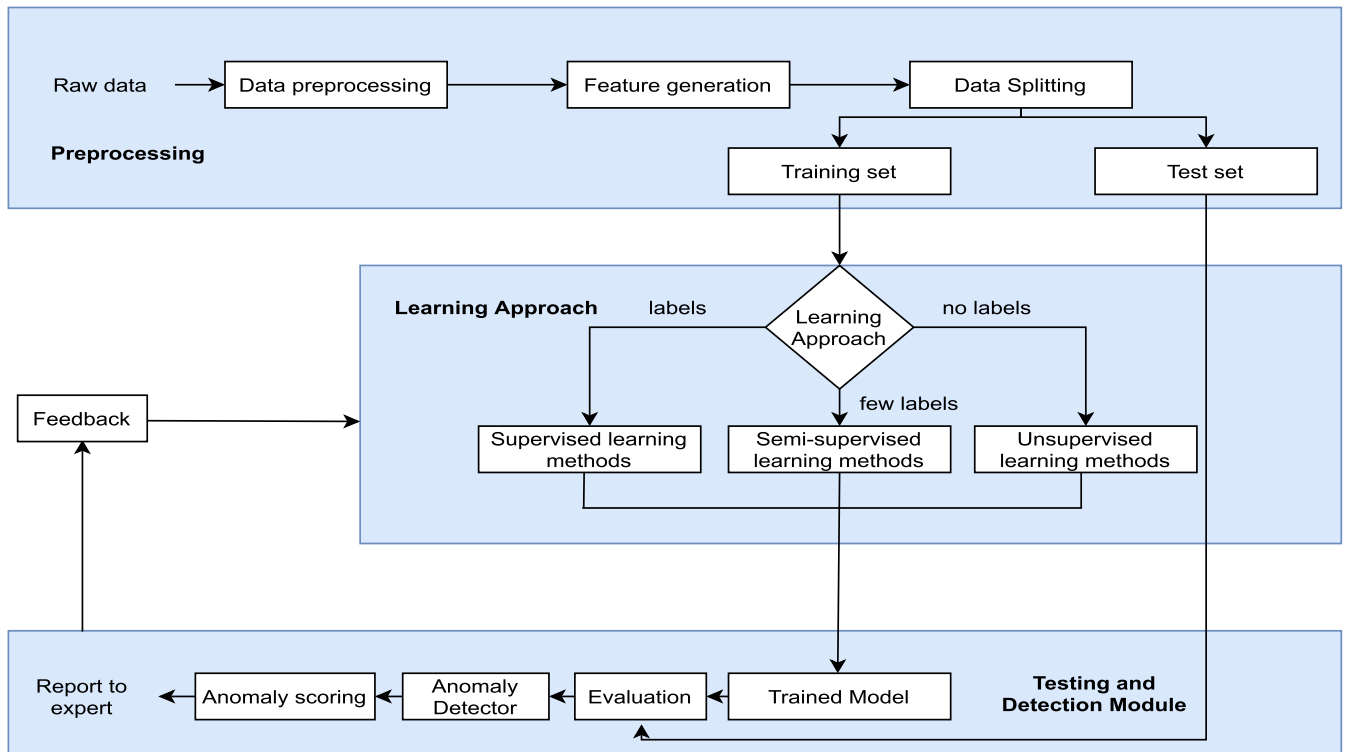 Raw data
Data preprocessing
Feature generation
Data Splitting
Preprocessing
Training set
Test set
Learning Approach
labels
Learning
Approach
no labels
few labels
Feedback
Supervised learning
methods
Semi-supervised
learning methods
Unsupervised
learning methods
Report to
expert
Anomaly scoring
Anomaly
Detector
Evaluation
Trained Model
Testing and
Detection Module